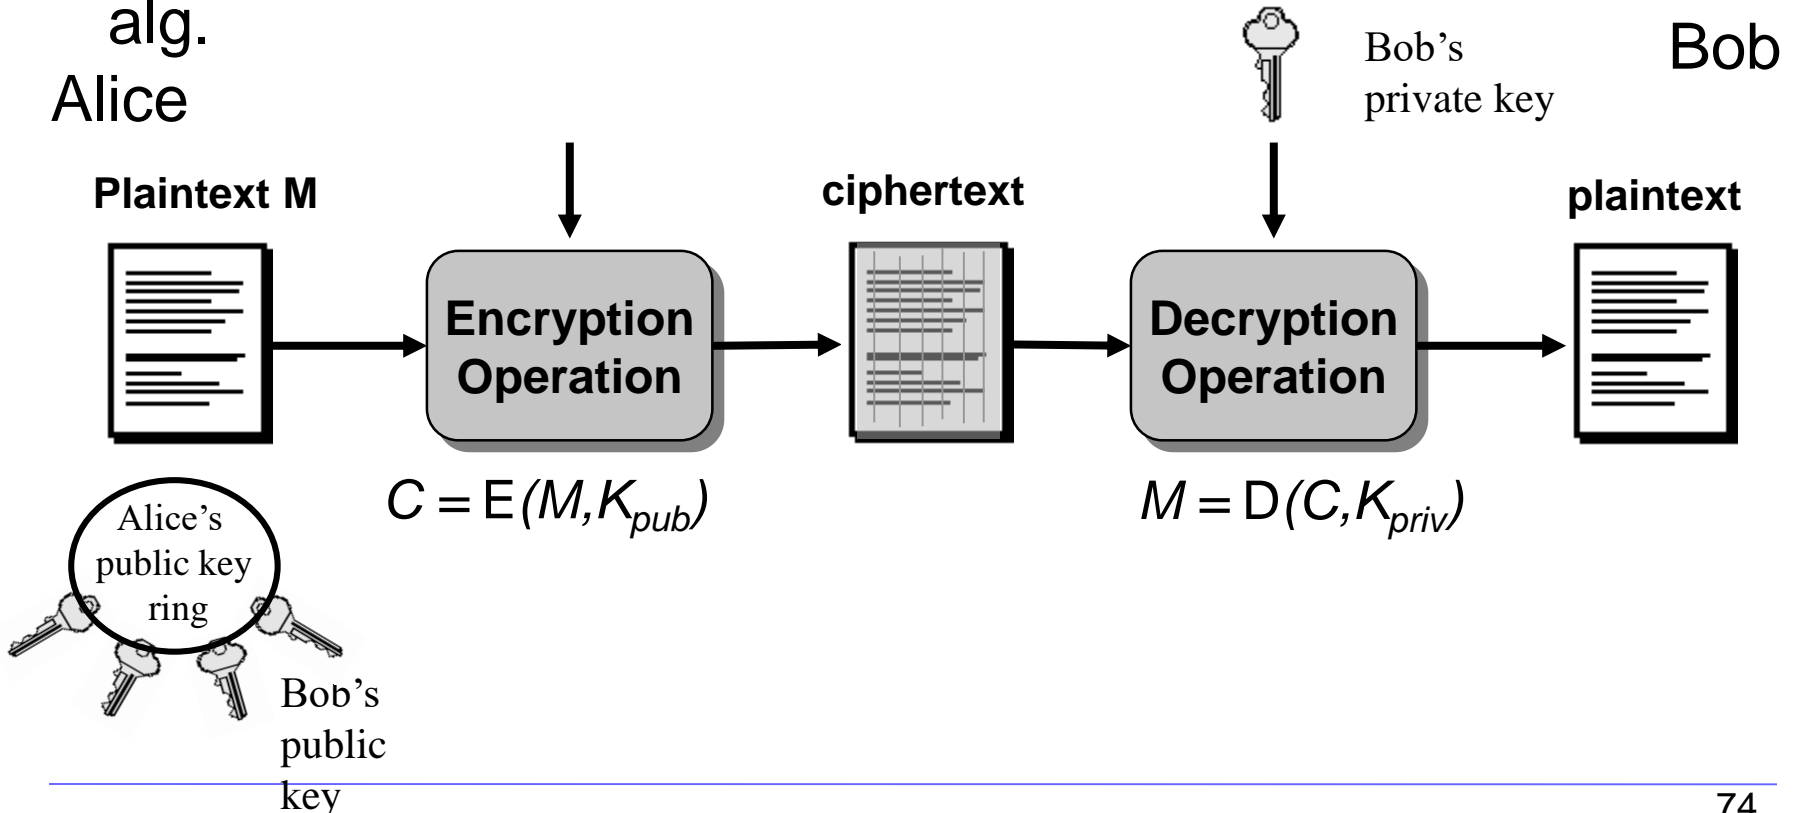 alg.
Alice
Bob's
private key
Bob
Plaintext M
ciphertext
plaintext
Encryption
Operation
Decryption
Operation
C = E(M,Kpub)
M = D(C,Kpriv)
Alice's
public key
ring
Bob's
public
key
74